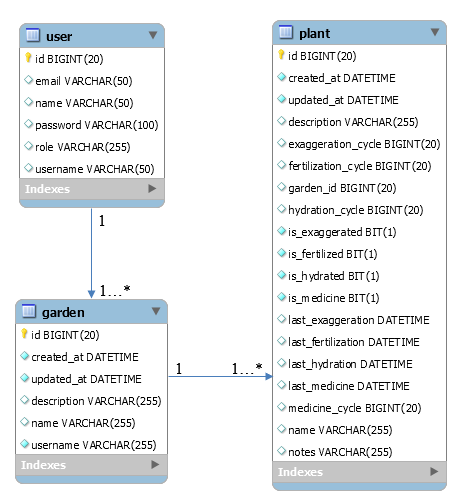 user
id BIGINT(20)
email VARCHAR(50)
name VARCHAR(50)
password VARCHAR(100)
role VARCHAR(255)
username VARCHAR(50)
Indexes
1
1...*
garden
id BIGINT(20)
created_at DATETIME
updated_at DATETIME
description VARCHAR(255)
name VARCHAR(255)
username VARCHAR(255)
Indexes
1
1...*
plant
id BIGINT(20)
created_at DATETIME
updated_at DATETIME
description VARCHAR(255)
exaggeration_cycle BIGINT(20)
fertilization_cycle BIGINT(20)
garden_id BIGINT(20)
hydration_cycle BIGINT(20)
is_exaggerated BIT(1)
is_fertilized BIT(1)
is_hydrated BIT(1)
is_medicine BIT(1)
last_exaggeration DATETIME
last_fertilization DATETIME
last_hydration DATETIME
last_medicine DATETIME
medicine_cycle BIGINT(20)
name VARCHAR(255)
notes VARCHAR(255)
Indexes